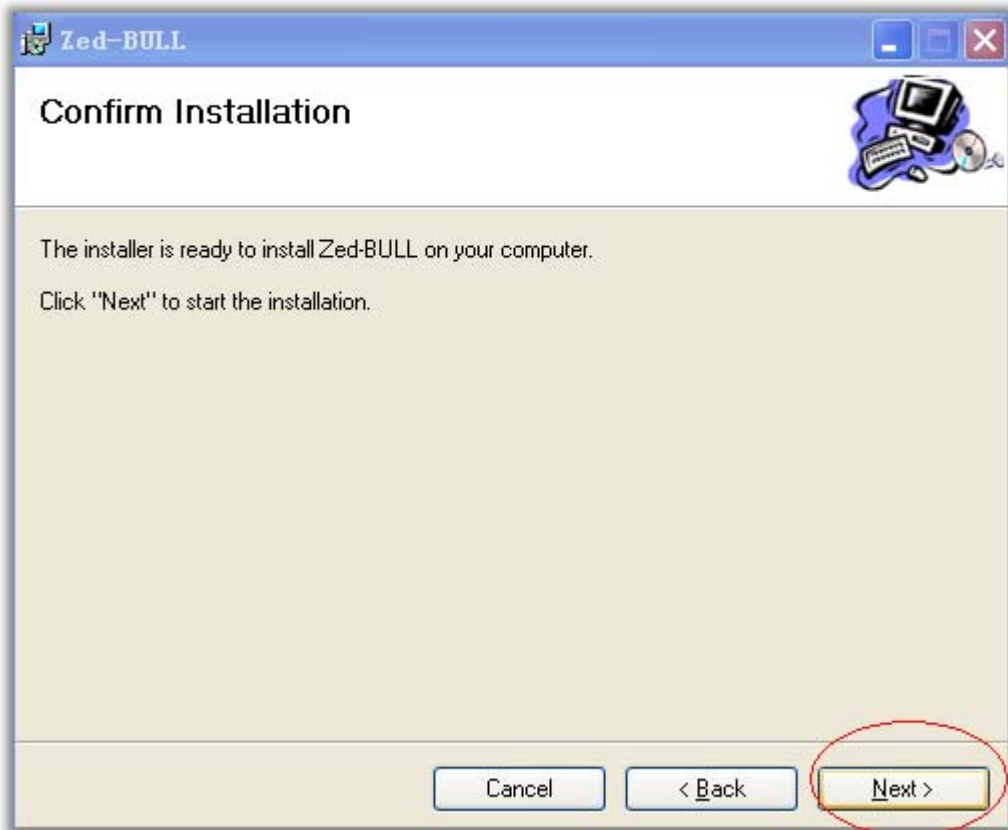 Zed-BULL
Confirm Installation
The installer is ready to install Zed-BULL on your computer.
Click "Next" to start the installation.
Cancel
< Back
Next >